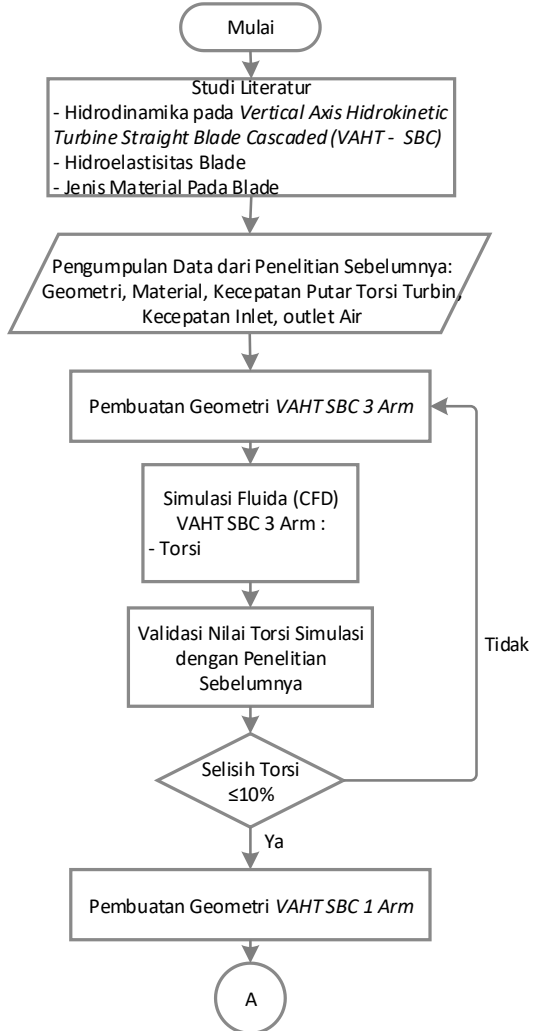 Mulai
Studi Literatur
- Hidrodinamika pada Vertical Axis Hidrokinetic
Turbine Straight Blade Cascaded (VAHT - SBC)
- Hidroelastisitas Blade
- Jenis Material Pada Blade
Pengumpulan Data dari Penelitian Sebelumnya:
Geometri, Material, Kecepatan Putar Torsi Turbin,
Kecepatan Inlet, outlet Air
Pembuatan Geometri VAHT SBC 3 Arm
Simulasi Fluida (CFD)
VAHT SBC 3 Arm :
- Torsi
Validasi Nilai Torsi Simulasi
dengan Penelitian
Sebelumnya
Tidak
Selisih Torsi
≤10%
Ya
Pembuatan Geometri VAHT SBC 1 Arm
A